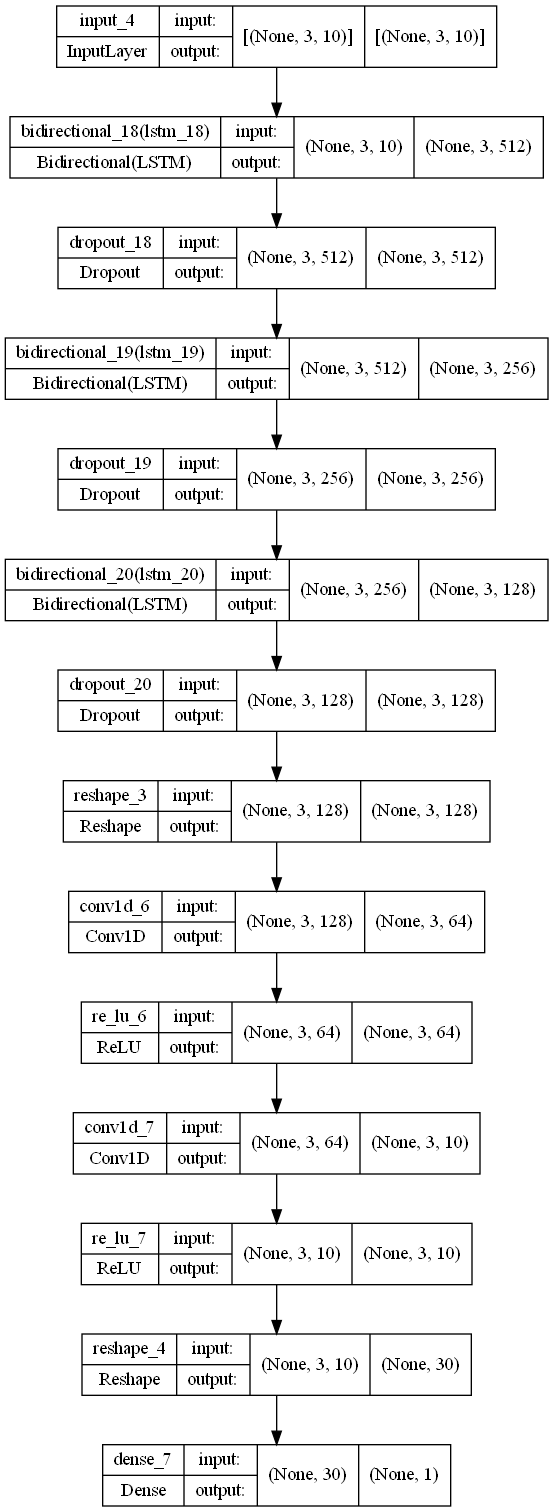 input_4 input: [(None, 3, 10)] [(None, 3, 10)]
InputLayer output:
bidirectional_18(lstm_18) input: (None, 3, 10) (None, 3, 512)
Bidirectional(LSTM) output:
dropout_18 input: (None, 3, 512) (None, 3, 512)
Dropout output:
bidirectional_19(lstm_19) input: (None, 3, 512) (None, 3, 256)
Bidirectional(LSTM) output:
dropout_19 input: (None, 3, 256) (None, 3, 256)
Dropout output:
bidirectional_20(lstm_20) input: (None, 3, 256) (None, 3, 128)
Bidirectional(LSTM) output:
dropout_20 input: (None, 3, 128) (None, 3, 128)
Dropout output:
reshape_3 input: (None, 3, 128) (None, 3, 128)
Reshape output:
conv1d_6 input: (None, 3, 128) (None, 3, 64)
Conv1D output:
re_lu_6 input: (None, 3, 64) (None, 3, 64)
ReLU output:
conv1d_7 input: (None, 3, 64) (None, 3, 10)
Conv1D output:
re_lu_7 input: (None, 3, 10) (None, 3, 10)
ReLU output:
reshape_4 input: (None, 3, 10) (None, 30)
Reshape output:
dense_7 input: (None, 30) (None, 1)
Dense output: